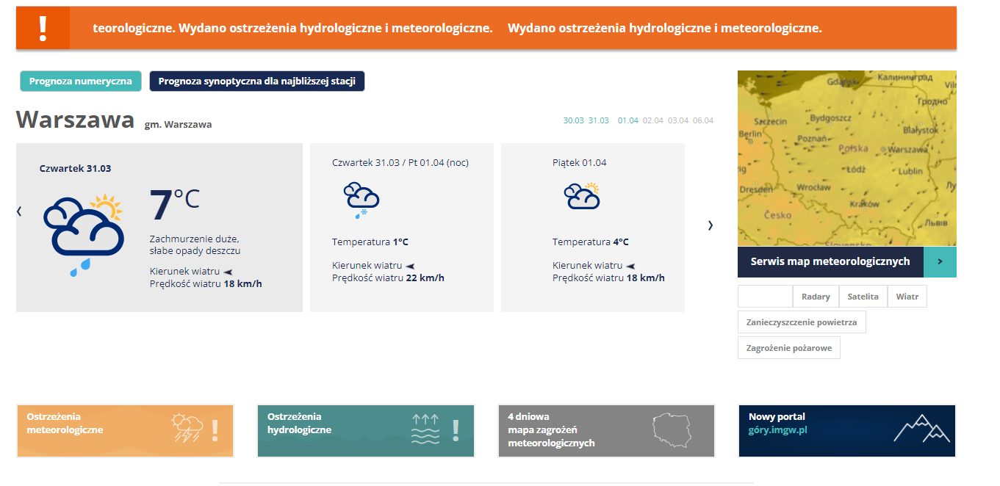 ! teorologiczne. Wydano ostrzeżenia hydrologiczne i meteorologiczne. Wydano ostrzeżenia hydrologiczne i meteorologiczne.
Prognoza numeryczna Prognoza synoptyczna dla najbliższej stacji
Warszawa gm. Warszawa
30.03 31.03 01.04 02.04 03.04 06.04
Czwartek 31.03
7°C
Zachmurzenie duże,
słabe opady deszczu
Kierunek wiatru
Prędkość wiatru 18 km/h
Czwartek 31.03 / Pt 01.04 (noc)
Temperatura 1°C
Kierunek wiatru
Prędkość wiatru 22 km/h
Piątek 01.04
Temperatura 4°C
Kierunek wiatru
Prędkość wiatru 18 km/h
Gdańsk Калининград
Vil
Гродно
Szczecin Bydgoszcz
Berlin Białystok
Poznań
Polska Warszawa
ig Łódź Lublin
Dresden Wrocław Лу
Kraków
Česko Львів
Slovensko
Serwis map meteorologicznych >
Radary Satelita Wiatr
Zanieczyszczenie powietrza
Zagrożenie pożarowe
Ostrzeżenia
meteorologiczne !
Ostrzeżenia
hydrologiczne !
4 dniowa
mapa zagrożeń
meteorologicznych
Nowy portal
góry.imgw.pl